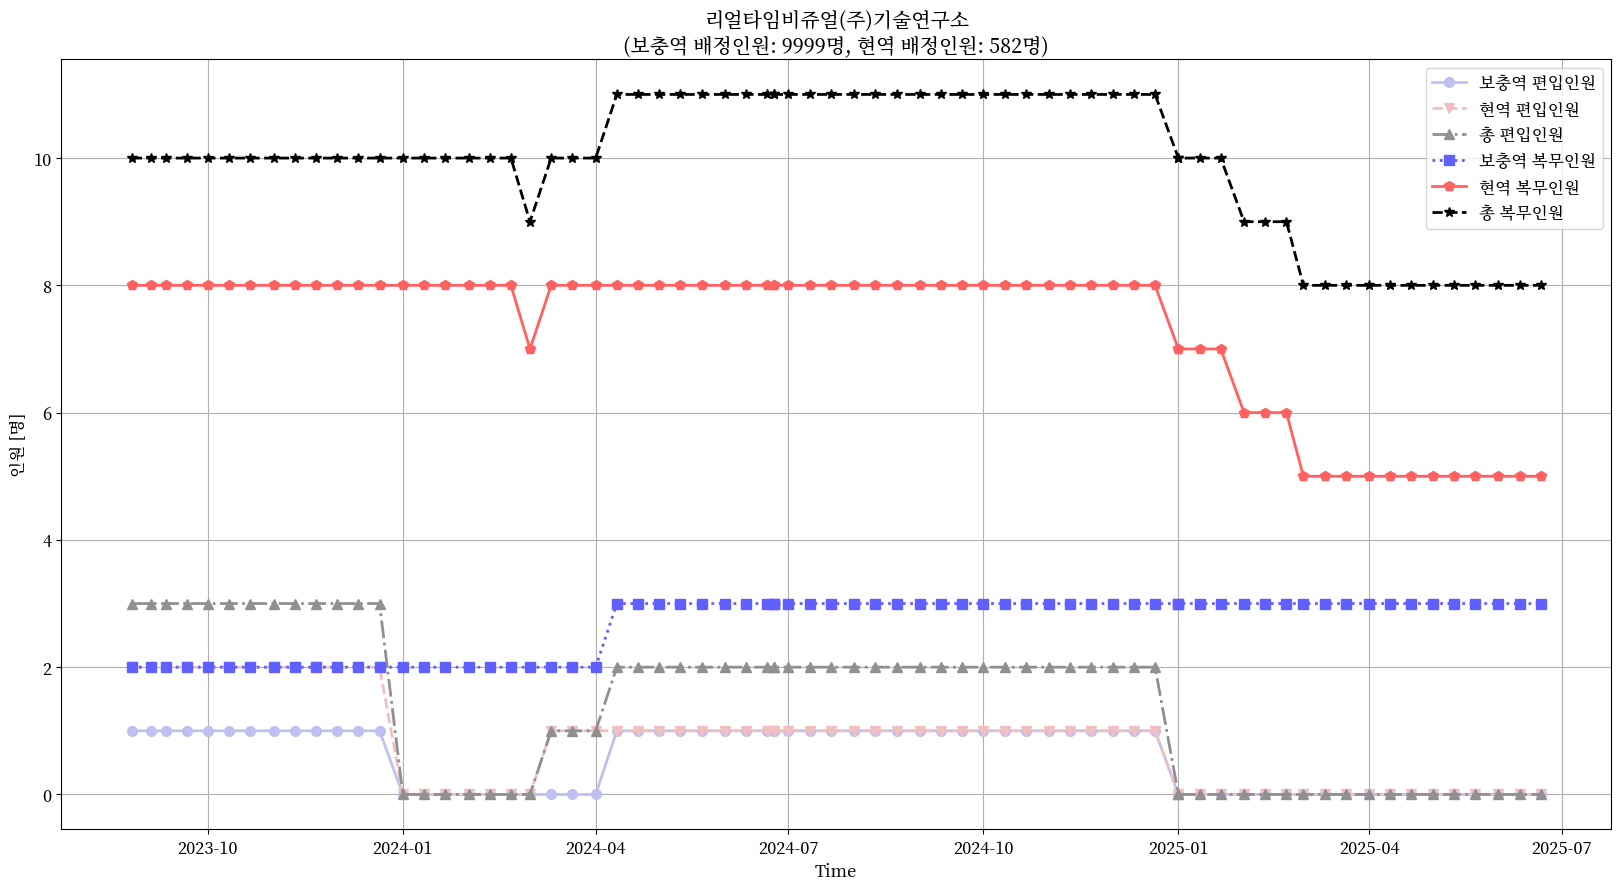 리얼타임비쥬얼(주)기술연구소
(보충역 배정인원: 9999명, 현역 배정인원: 582명)
보충역 편입인원
현역 편입인원
총 편입인원
보충역 복무인원
현역 복무인원
총 복무인원
인원 [명]
10
8
6
4
2
0
2023-10
2024-01
2024-04
2024-07
2024-10
2025-01
2025-04
2025-07
Time